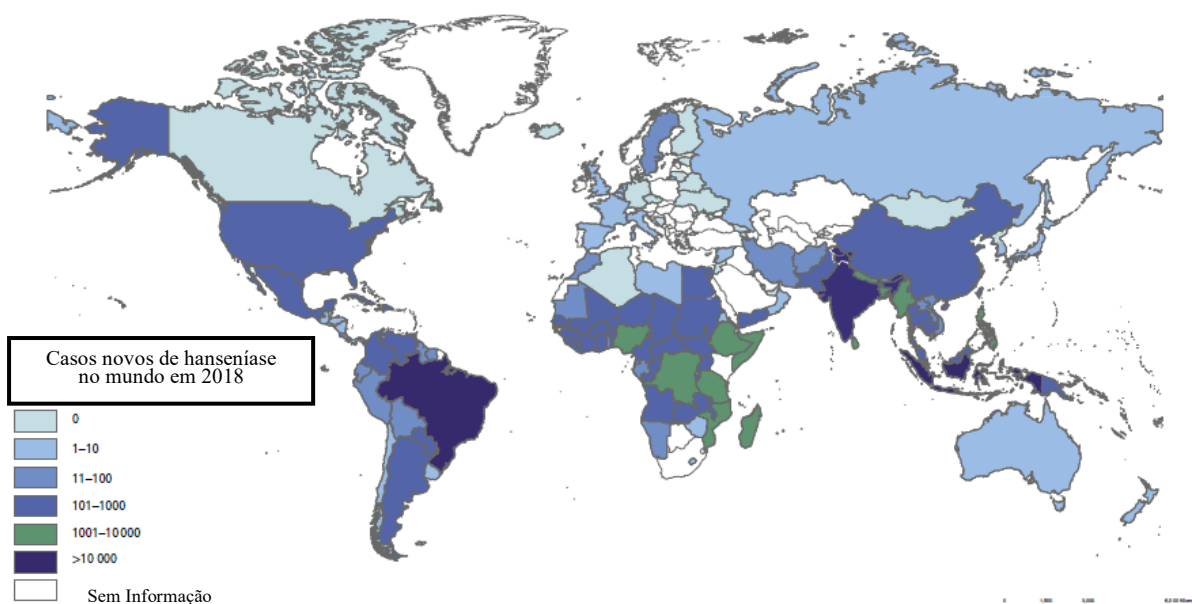 Casos novos de hanseníase
no mundo em 2018
0
1–10
11–100
101–1000
1001–10 000
>10 000
Sem Informação